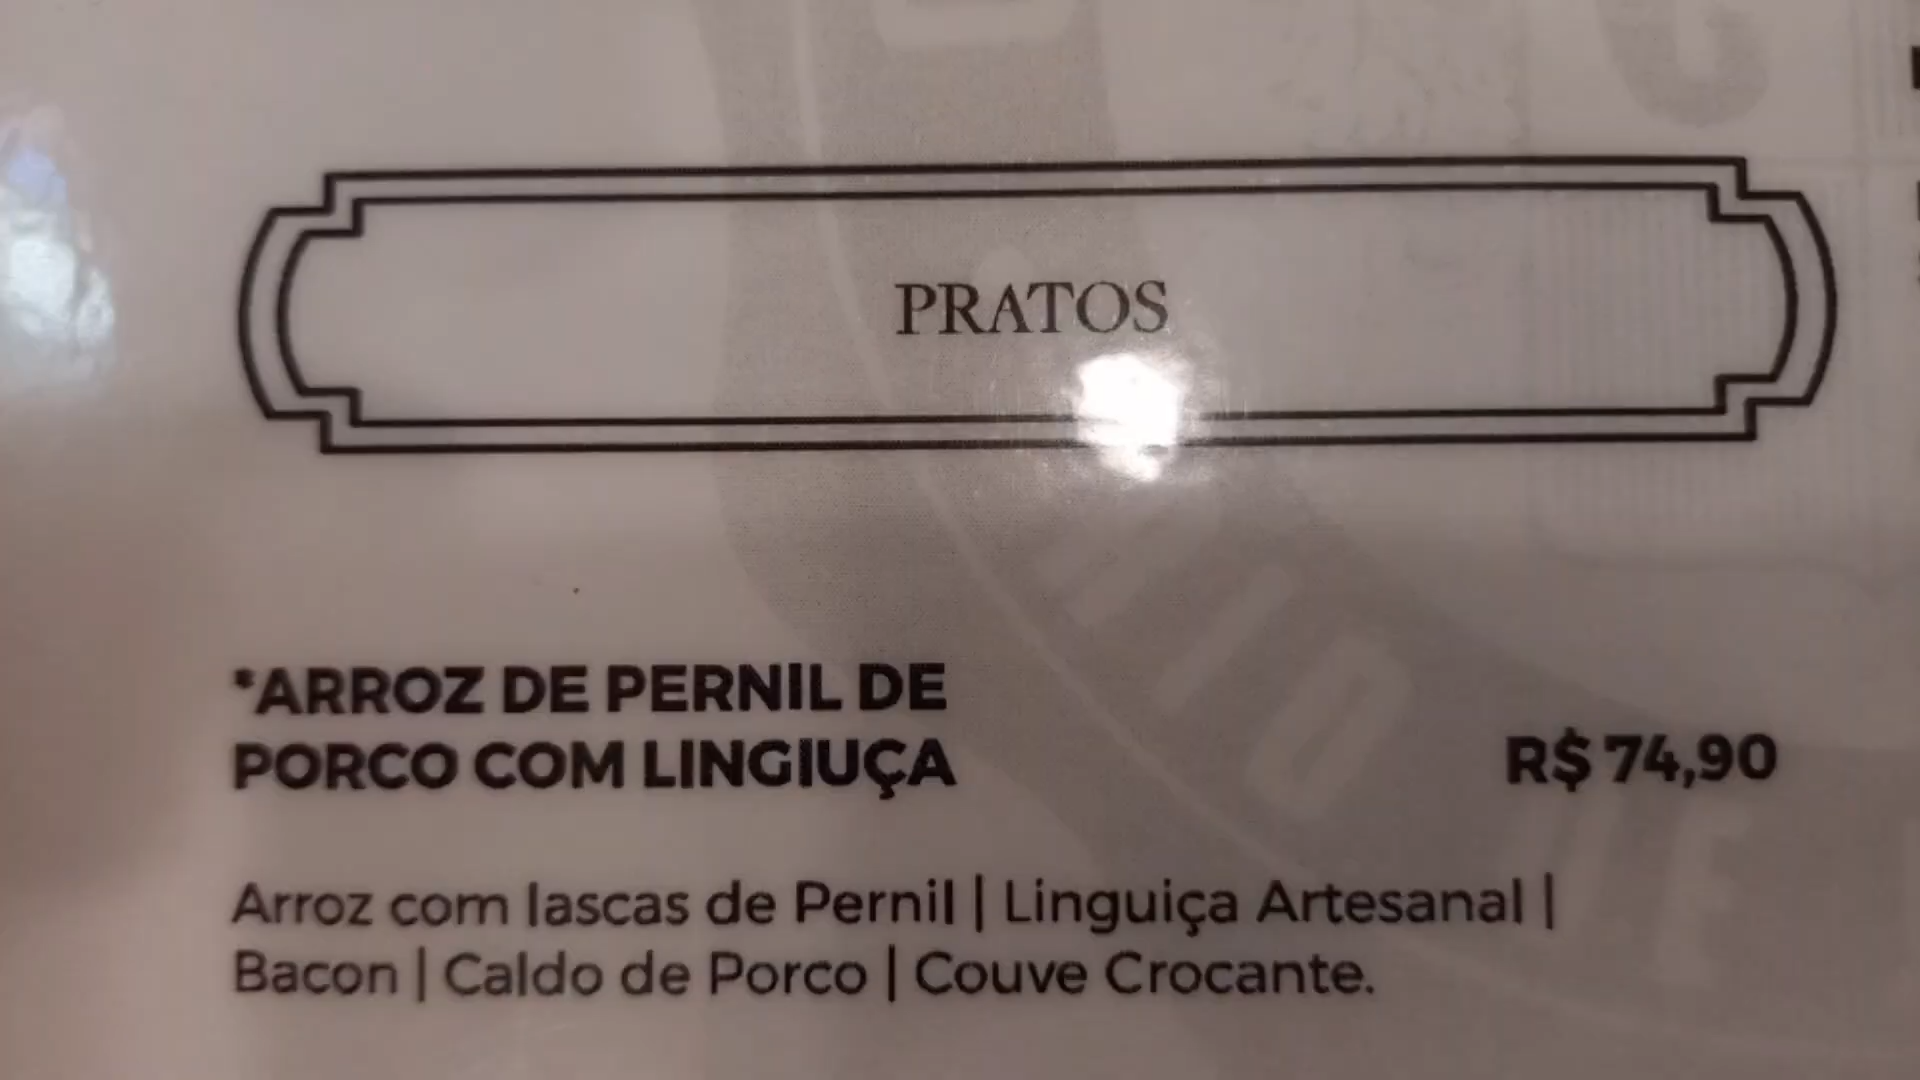 PRATOS
*ARROZ DE PERNIL DE
PORCO COM LINGIUÇA
R$ 74,90
Arroz com lascas de Pernil | Linguiça Artesanal |
Bacon | Caldo de Porco | Couve Crocante.